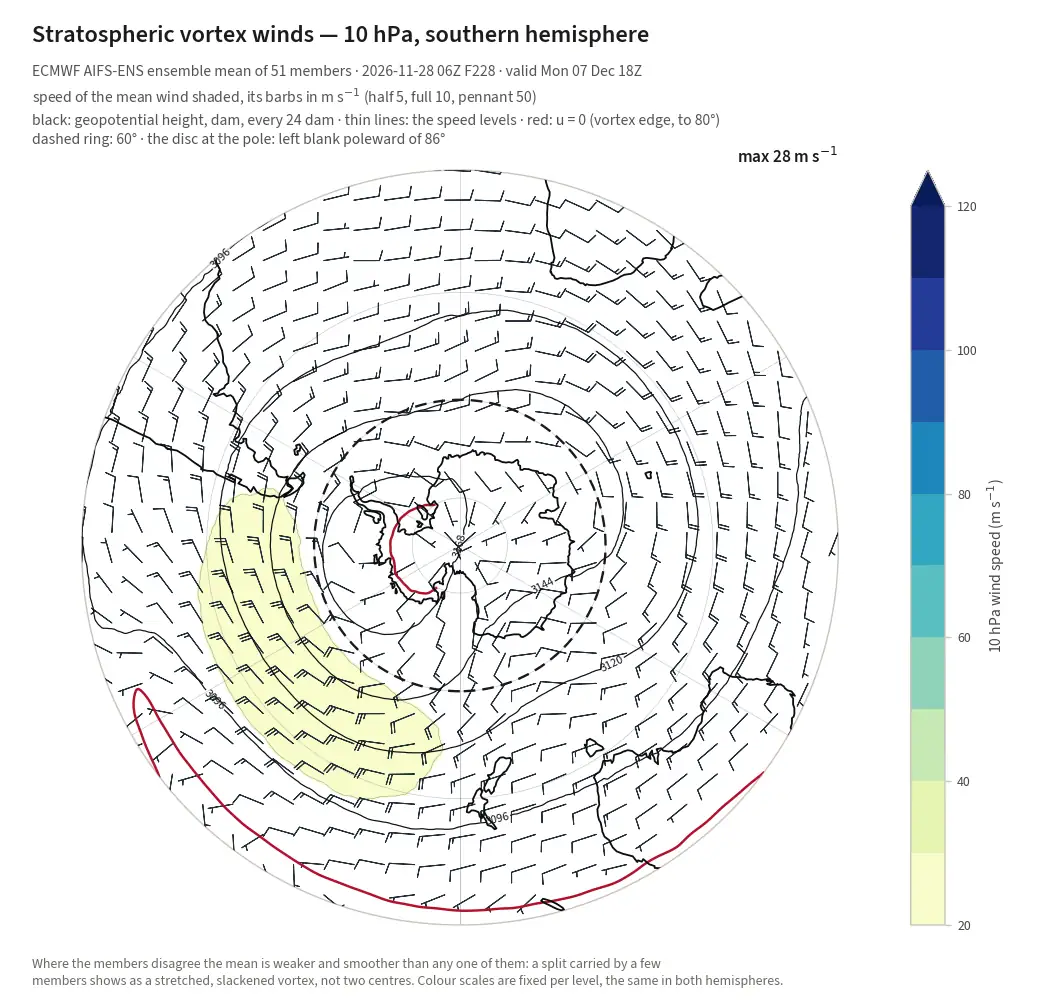 Stratospheric vortex winds — 10 hPa, southern hemisphere
ECMWF AIFS-ENS ensemble mean of 51 members · 2026-11-28 06Z F228 · valid Mon 07 Dec 18Z
speed of the mean wind shaded, its barbs in m s⁻¹ (half 5, full 10, pennant 50)
black: geopotential height, dam, every 24 dam · thin lines: the speed levels · red: u = 0 (vortex edge, to 80°)
dashed ring: 60° · the disc at the pole: left blank poleward of 86°
max 28 m s⁻¹
120
100
80
60
40
20
10 hPa wind speed (m s⁻¹)
3096
3144
3120
3096
3096
Where the members disagree the mean is weaker and smoother than any one of them: a split carried by a few
members shows as a stretched, slackened vortex, not two centres. Colour scales are fixed per level, the same in both hemispheres.